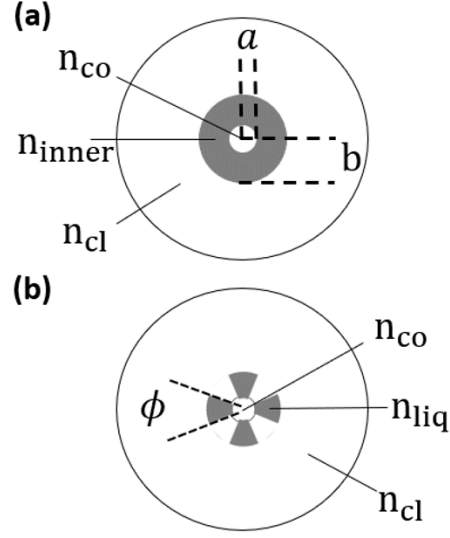 (a)
a
n_co
n_inner
b
n_cl
(b)
n_co
ϕ
n_liq
n_cl